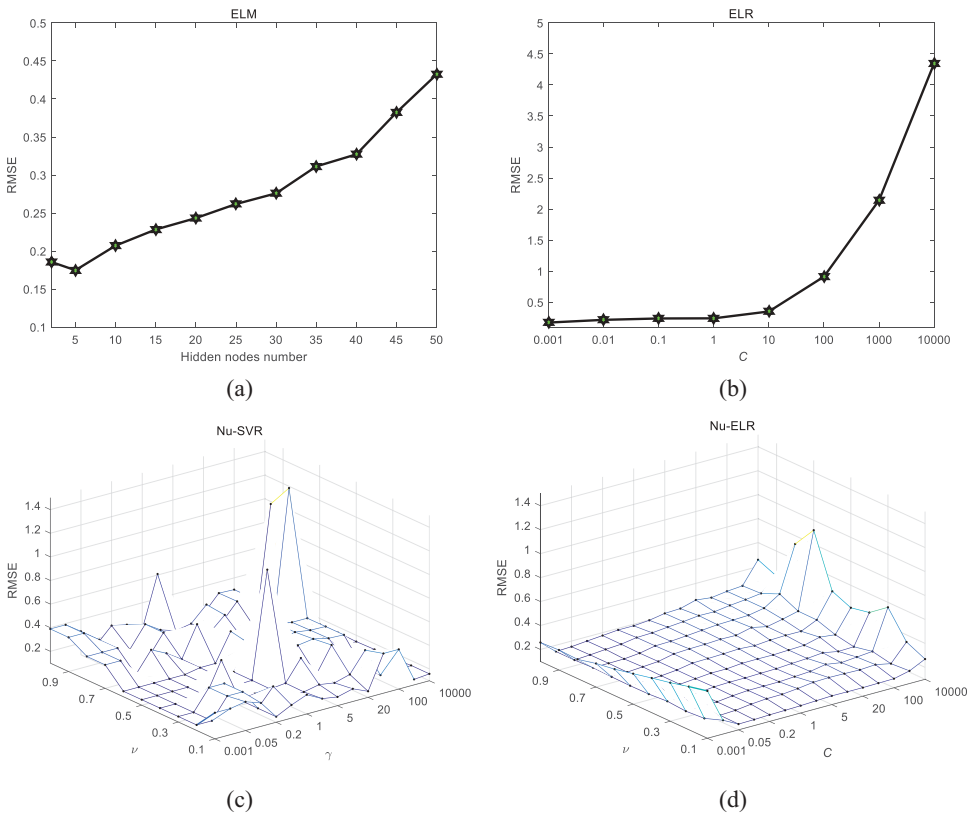 ELM
0.5
0.45
0.4
0.35
0.3
0.25
0.2
0.15
0.1
RMSE
5 10 15 20 25 30 35 40 45 50
Hidden nodes number
(a)
ELR
5
4.5
4
3.5
3
2.5
2
1.5
1
0.5
RMSE
0.001 0.01 0.1 1 10 100 1000 10000
C
(b)
Nu-SVR
1.4
1.2
1
0.8
0.6
0.4
0.2
RMSE
0.9
0.7
0.5
0.3
0.1
ν
0.001 0.05 0.2 1 5 20 100 10000
γ
(c)
Nu-ELR
1.4
1.2
1
0.8
0.6
0.4
0.2
RMSE
0.9
0.7
0.5
0.3
0.1
ν
0.001 0.05 0.2 1 5 20 100 10000
C
(d)